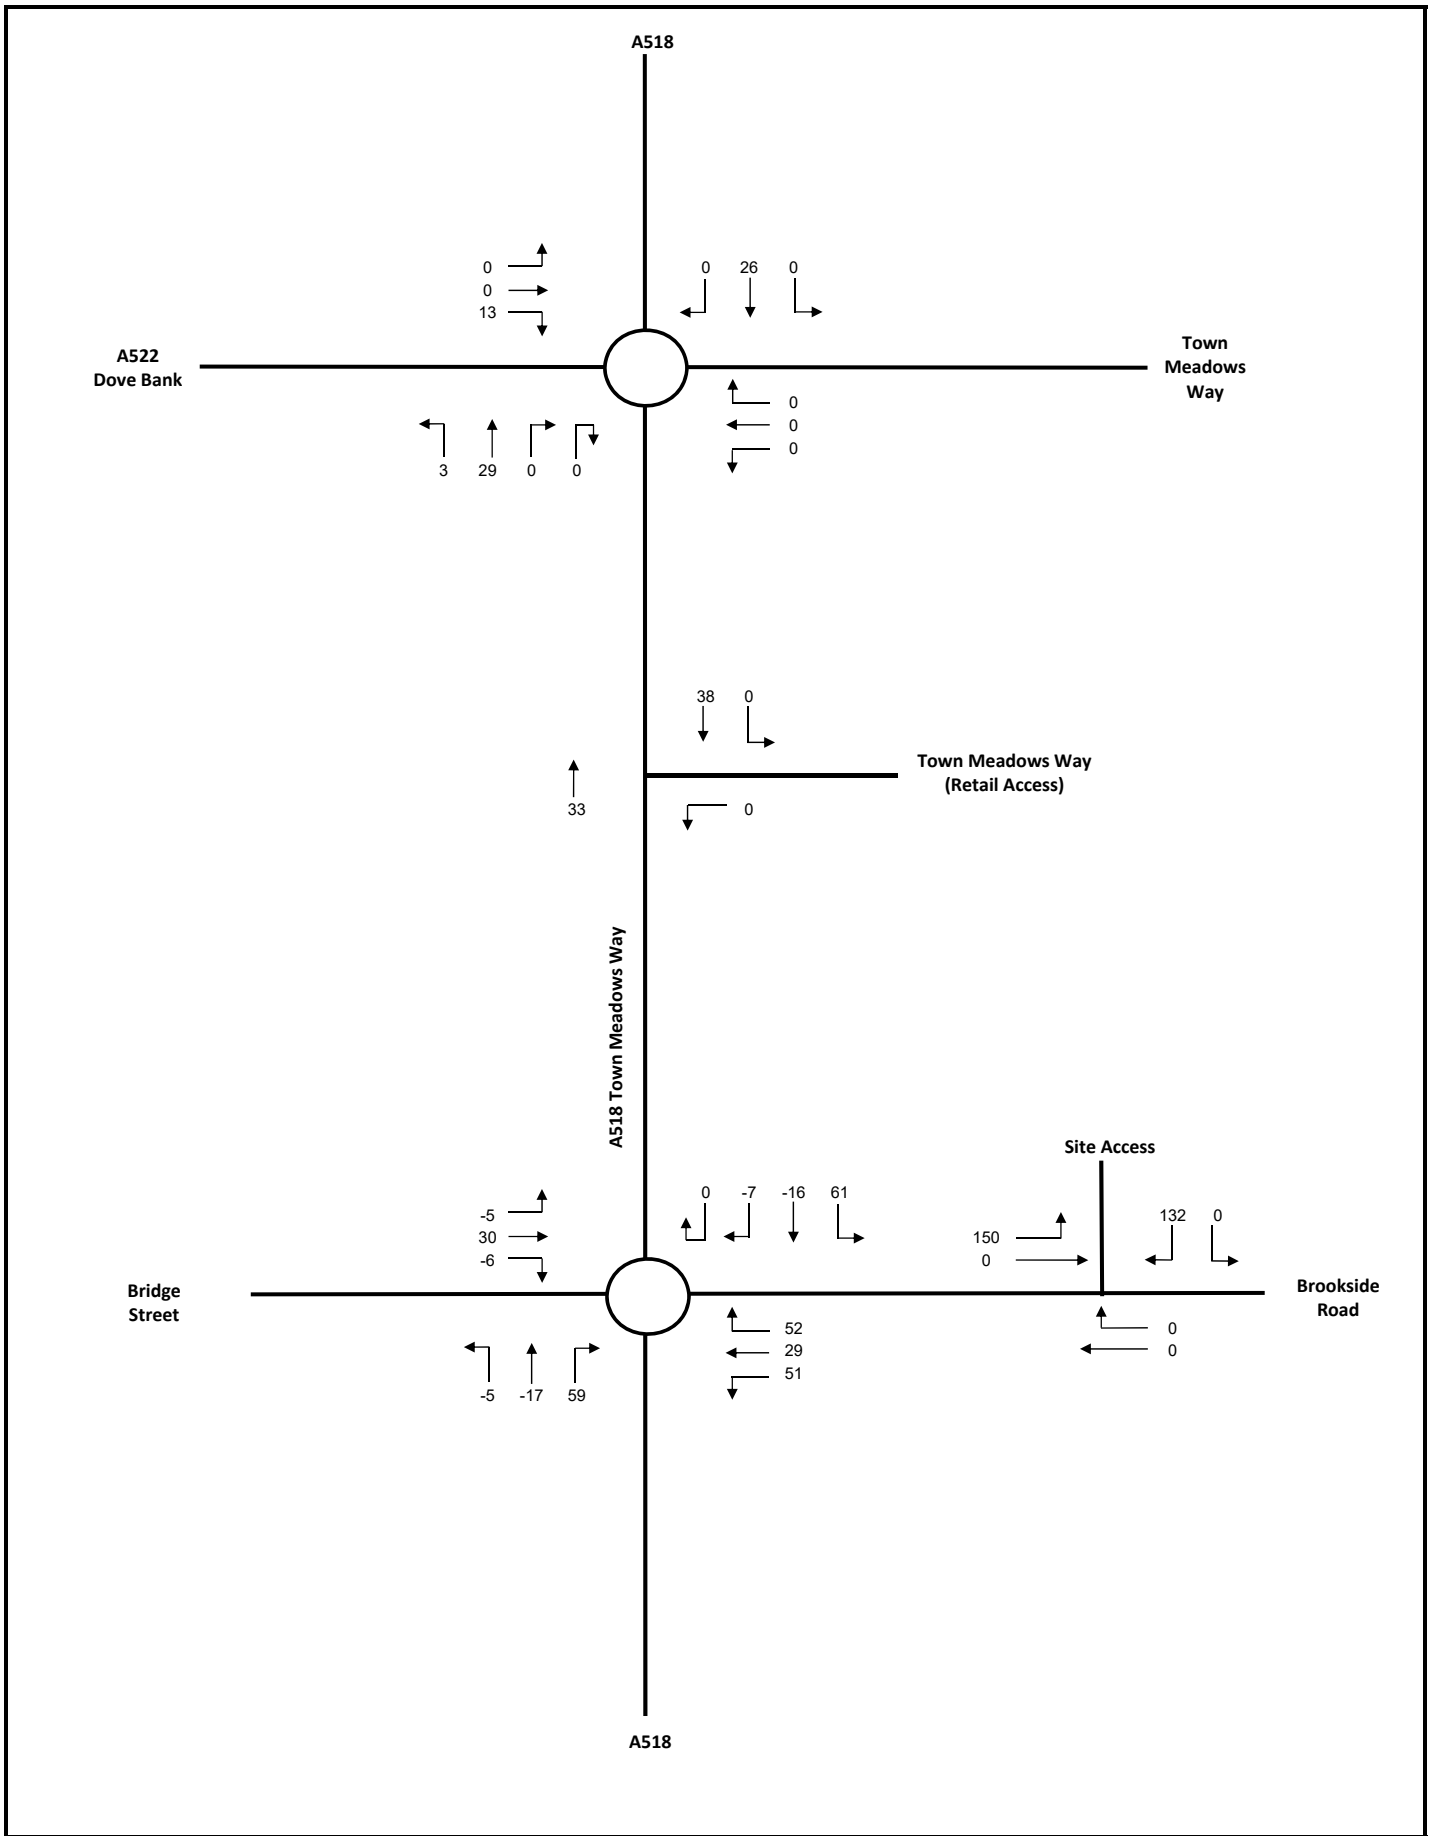 A518
0
0
13
0 26 0
A522
Dove Bank
Town
Meadows
Way
0
0
0
3 29 0 0
38 0
Town Meadows Way
(Retail Access)
33
0
A518 Town Meadows Way
Site Access
-5
30
-6
0 -7 -16 61
150
0
132 0
Bridge
Street
Brookside
Road
52
29
51
0
0
-5 -17 59
A518